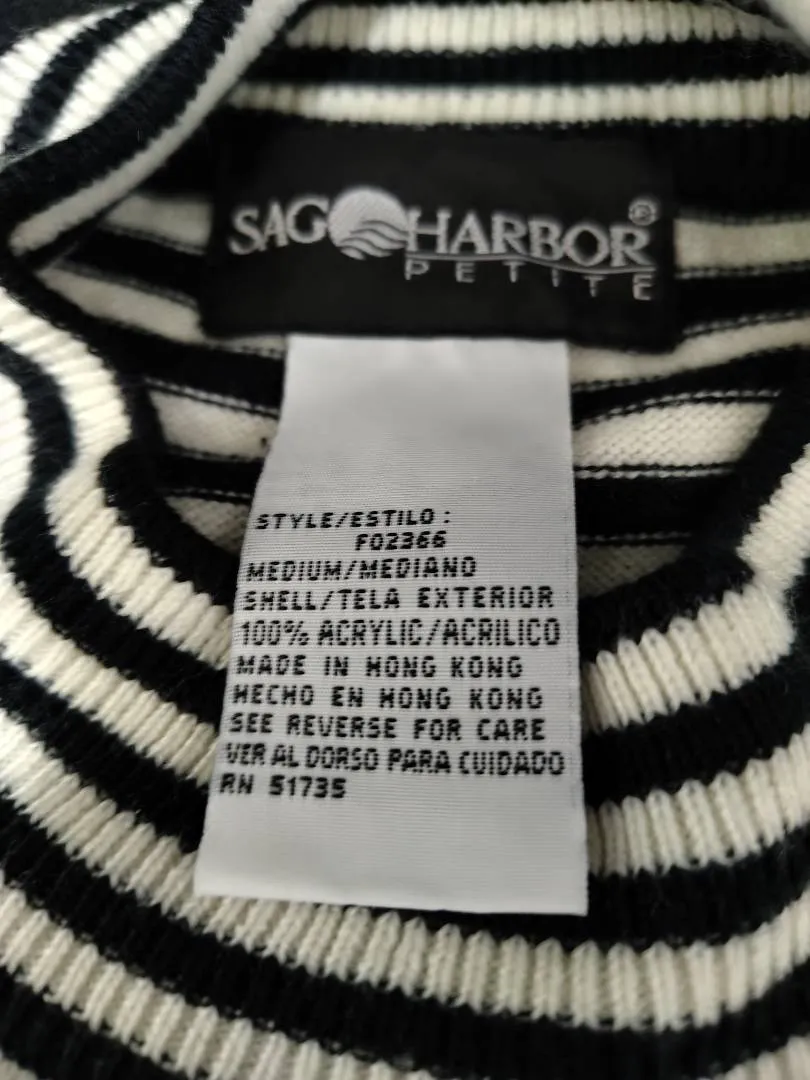 SAG HARBOR®
PETITE
STYLE/ESTILO:
F02366
MEDIUM/MEDIANO
SHELL/TELA EXTERIOR
100% ACRYLIC/ACRILICO
MADE IN HONG KONG
HECHO EN HONG KONG
SEE REVERSE FOR CARE
VER AL DORSO PARA CUIDADO
RN 51735